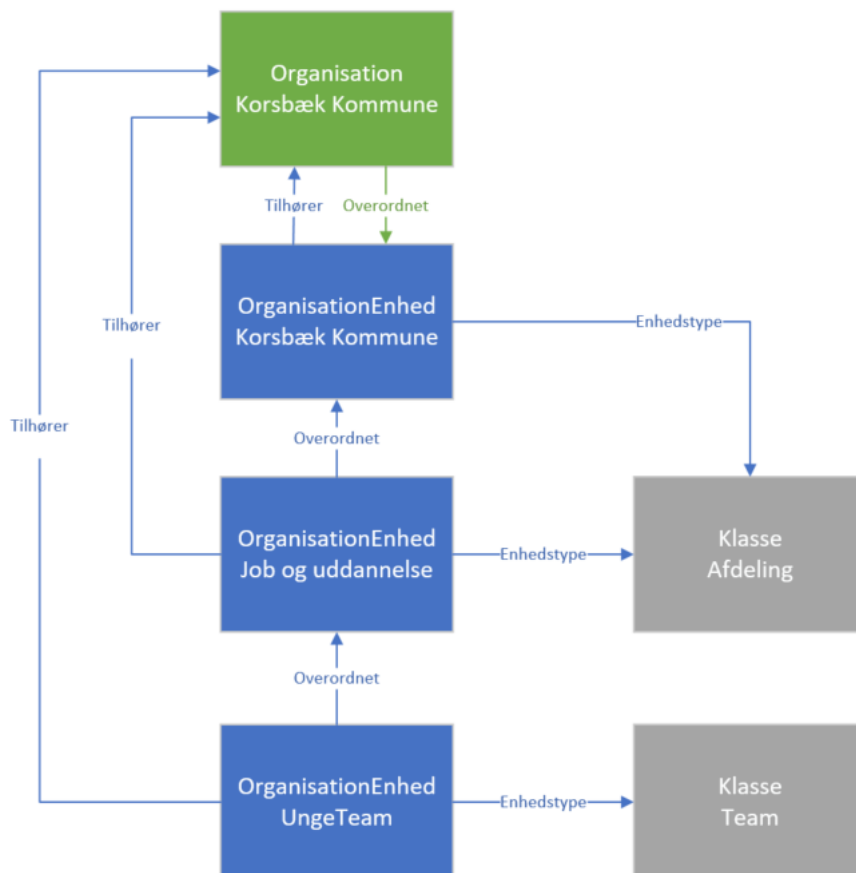 Organisation
Korsbæk Kommune
Tilhører
Overordnet
OrganisationEnhed
Korsbæk Kommune
Enhedstype
Tilhører
Tilhører
Overordnet
OrganisationEnhed
Job og uddannelse
Enhedstype
Klasse
Afdeling
Overordnet
OrganisationEnhed
UngeTeam
Enhedstype
Klasse
Team